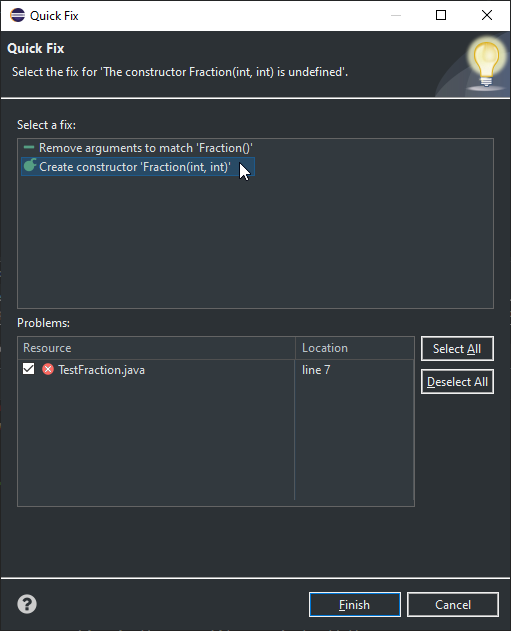 Quick Fix
Quick Fix
Select the fix for 'The constructor Fraction(int, int) is undefined'.
Select a fix:
Remove arguments to match 'Fraction()'
Create constructor 'Fraction(int, int)'
Problems:
Resource Location
TestFraction.java line 7
Select All
Deselect All
?
Finish Cancel